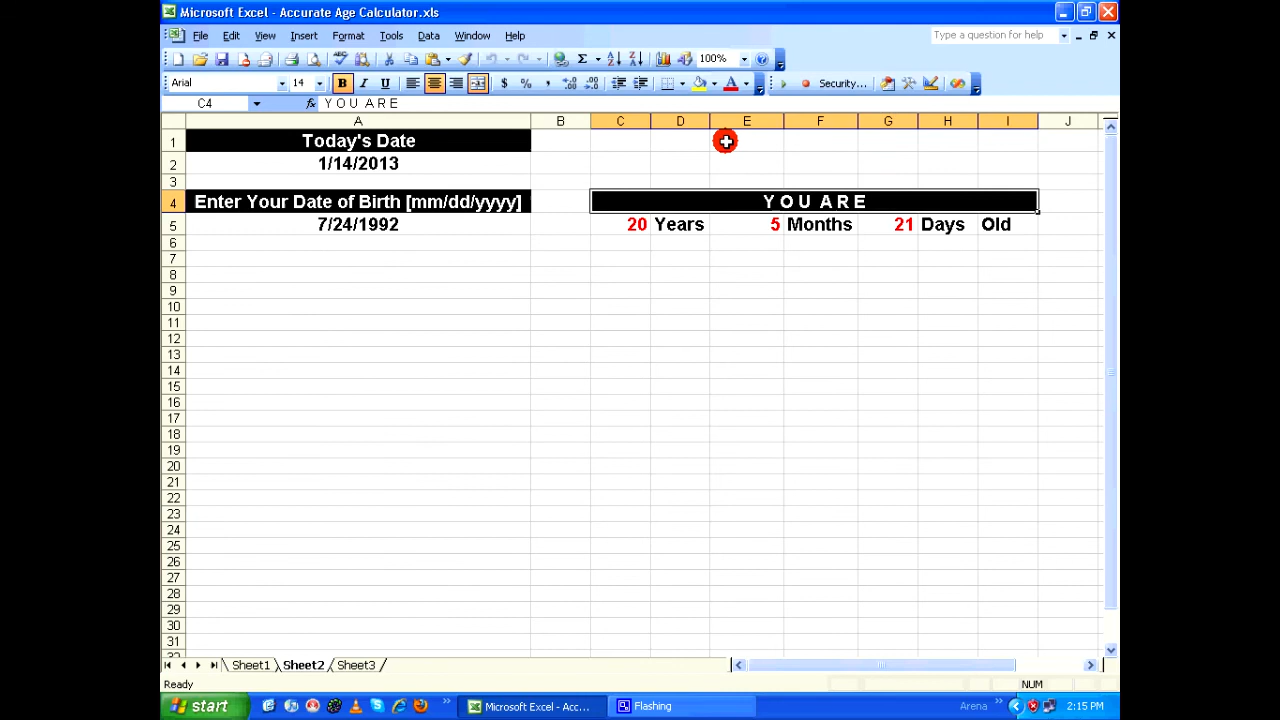 Microsoft Excel - Accurate Age Calculator.xls
File Edit View Insert Format Tools Data Window Help Type a question for help
100%
Arial 14 B I U $ % , Security... A
C4 fx Y O U A R E
A B C D E F G H I J
1 Today's Date
2 1/14/2013
3
4 Enter Your Date of Birth [mm/dd/yyyy] Y O U A R E
5 7/24/1992 20 Years 5 Months 21 Days Old
6
7
8
9
10
11
12
13
14
15
16
17
18
19
20
21
22
23
24
25
26
27
28
29
30
31
Sheet1 Sheet2 Sheet3
Ready NUM
start Microsoft Excel - Acc... Flashing Arena 2:15 PM